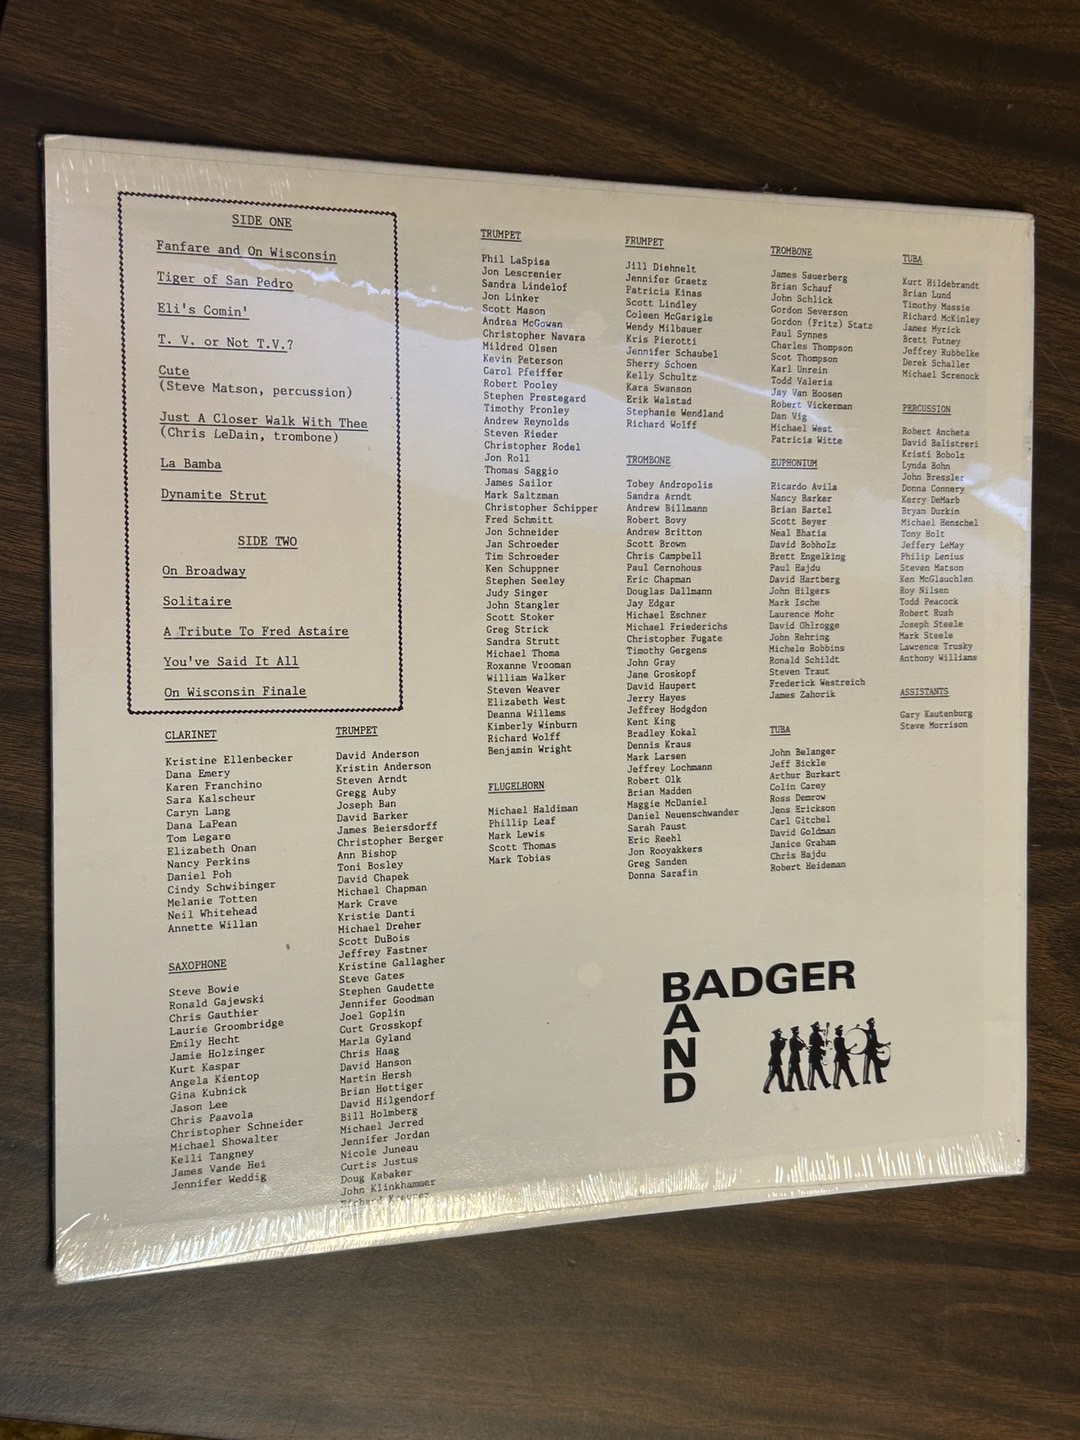 SIDE ONE
Fanfare and On Wisconsin
Tiger of San Pedro
Eli's Comin'
T. V. or Not T.V.?
Cute
(Steve Matson, percussion)
Just A Closer Walk With Thee
(Chris LeDain, trombone)
La Bamba
Dynamite Strut
SIDE TWO
On Broadway
Solitaire
A Tribute To Fred Astaire
You've Said It All
On Wisconsin Finale
CLARINET
Kristine Ellenbecker
Dana Emery
Karen Franchino
Sara Kalscheur
Caryn Lang
Dana LaPean
Tom Legare
Elizabeth Onan
Nancy Perkins
Daniel Poh
Cindy Schwibinger
Melanie Totten
Neil Whitehead
Annette Willan
SAXOPHONE
Steve Bowie
Ronald Gajewski
Chris Gauthier
Laurie Groombridge
Emily Hecht
Jamie Holzinger
Kurt Kaspar
Angela Kientop
Gina Kubnick
Jason Lee
Chris Paavola
Christopher Schneider
Michael Showalter
Kelli Tangney
James Vande Hei
Jennifer Weddig
TRUMPET
David Anderson
Kristin Anderson
Steven Arndt
Gregg Auby
Joseph Ban
David Barker
James Beiersdorff
Christopher Berger
Ann Bishop
Toni Bosley
David Chapek
Michael Chapman
Mark Crave
Kristie Danti
Michael Dreher
Scott DuBois
Jeffrey Fastner
Kristine Gallagher
Steve Gates
Stephen Gaudette
Jennifer Goodman
Joel Goplin
Curt Grosskopf
Marla Gyland
Chris Haag
David Hanson
Martin Hersh
Brian Hettiger
David Hilgendorf
Bill Holmberg
Michael Jerred
Jennifer Jordan
Nicole Juneau
Curtis Justus
Doug Kabaker
John Klinkhammer
Richard
TRUMPET
Phil LaSpisa
Jon Lescrenier
Sandra Lindelof
Jon Linker
Scott Mason
Andrea McGowan
Christopher Navara
Mildred Olsen
Kevin Peterson
Carol Pfeiffer
Robert Pooley
Stephen Prestegard
Timothy Pronley
Andrew Reynolds
Steven Rieder
Christopher Rodel
Jon Roll
Thomas Saggio
James Sailor
Mark Saltzman
Christopher Schipper
Fred Schmitt
Jon Schneider
Jan Schroeder
Tim Schroeder
Ken Schuppner
Stephen Seeley
Judy Singer
John Stangler
Scott Stoker
Greg Strick
Sandra Strutt
Michael Thoma
Roxanne Vrooman
William Walker
Steven Weaver
Elizabeth West
Deanna Willems
Kimberly Winburn
Richard Wolff
Benjamin Wright
FLUGELHORN
Michael Haldiman
Phillip Leaf
Mark Lewis
Scott Thomas
Mark Tobias
FRUMPET
Jill Diehnelt
Jennifer Graetz
Patricia Kinas
Scott Lindley
Coleen McGarigle
Wendy Milbauer
Kris Pierotti
Jennifer Schaubel
Sherry Schoen
Kelly Schultz
Kara Swanson
Erik Walstad
Stephanie Wendland
Richard Wolff
TROMBONE
Tobey Andropolis
Sandra Arndt
Andrew Billmann
Robert Bovy
Andrew Britton
Scott Brown
Chris Campbell
Paul Cernohous
Eric Chapman
Douglas Dallmann
Jay Edgar
Michael Eschner
Michael Friederichs
Christopher Fugate
Timothy Gergens
John Gray
Jane Groskopf
David Haupert
Jerry Hayes
Jeffrey Hodgdon
Kent King
Bradley Kokal
Dennis Kraus
Mark Larsen
Jeffrey Lochmann
Robert Olk
Brian Madden
Maggie McDaniel
Daniel Neuenschwander
Sarah Paust
Eric Reehl
Jon Rooyakkers
Greg Sanden
Donna Sarafin
TROMBONE
James Sauerberg
Brian Schauf
John Schlick
Gordon Severson
Gordon (Fritz) Statz
Paul Synnes
Charles Thompson
Scot Thompson
Karl Unrein
Todd Valeria
Jay Van Hoosen
Robert Vickerman
Dan Vig
Michael West
Patricia Witte
EUPHONIUM
Ricardo Avila
Nancy Barker
Brian Bartel
Scott Beyer
Neal Bhatia
David Bobholz
Brett Engelking
Paul Hajdu
David Hartberg
John Hilgers
Mark Ische
Laurence Mohr
David Ohlrogge
John Rehring
Michele Robbins
Ronald Schildt
Steven Traut
Frederick Westreich
James Zahorik
TUBA
John Belanger
Jeff Bickle
Arthur Burkart
Colin Carey
Ross Demrow
Jens Erickson
Carl Gitchel
David Goldman
Janice Graham
Chris Hajdu
Robert Heideman
TUBA
Kurt Hildebrandt
Brian Lund
Timothy Massie
Richard McKinley
James Myrick
Brett Putney
Jeffrey Rubbelke
Derek Schaller
Michael Screnock
PERCUSSION
Robert Ancheta
David Balistreri
Kristi Bobolz
Lynda Bohn
John Bressler
Donna Connery
Kerry DeMarb
Bryan Durkin
Michael Henschel
Tony Holt
Jeffery LeMay
Philip Lenius
Steven Matson
Ken McGlauchlen
Roy Nilsen
Todd Peacock
Robert Rush
Joseph Steele
Mark Steele
Lawrence Trusky
Anthony Williams
ASSISTANTS
Gary Kautenburg
Steve Morrison
BADGER
BAND